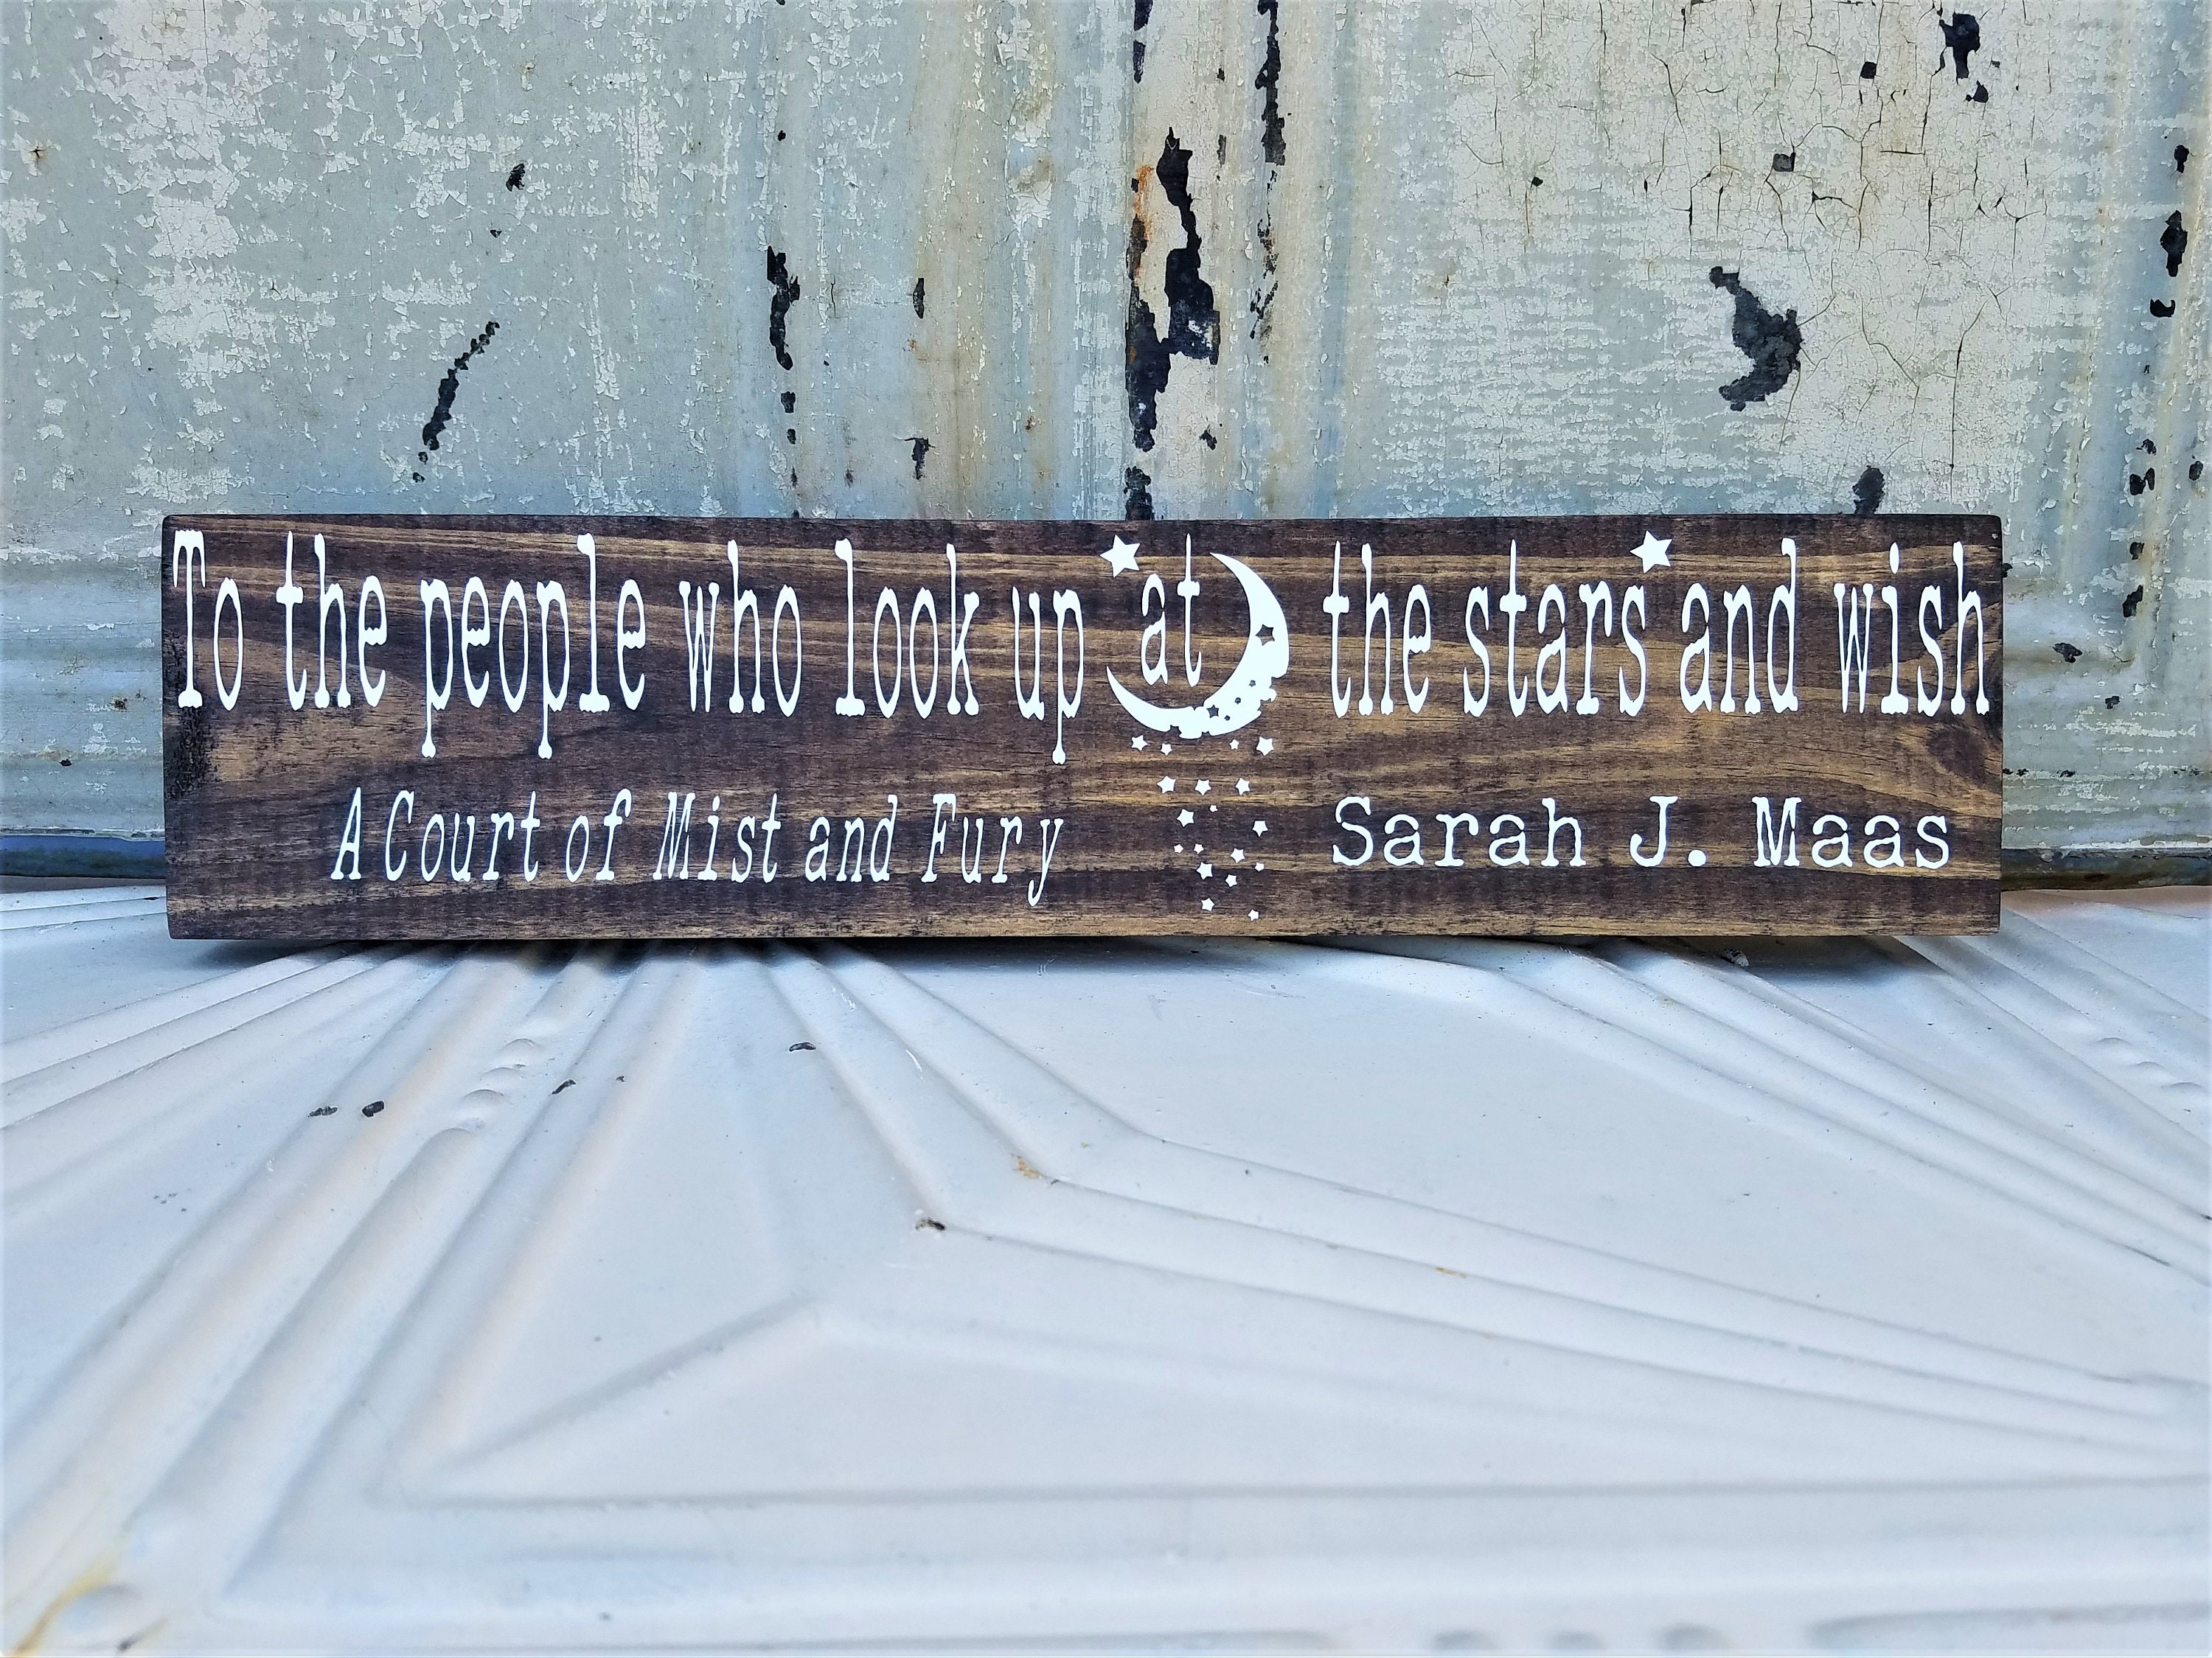 To the people who look up at the stars and wish
A Court of Mist and Fury Sarah J. Maas